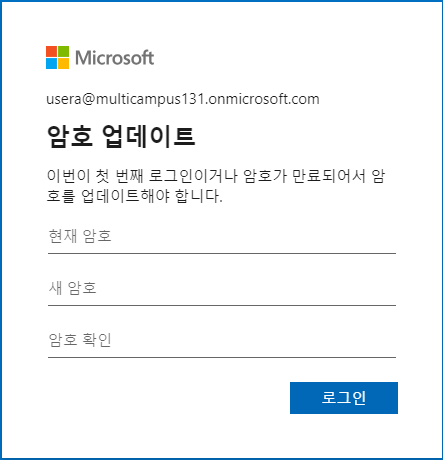 Microsoft
usera@multicampus131.onmicrosoft.com
암호 업데이트
이번이 첫 번째 로그인이거나 암호가 만료되어서 암
호를 업데이트해야 합니다.
현재 암호
새 암호
암호 확인
로그인